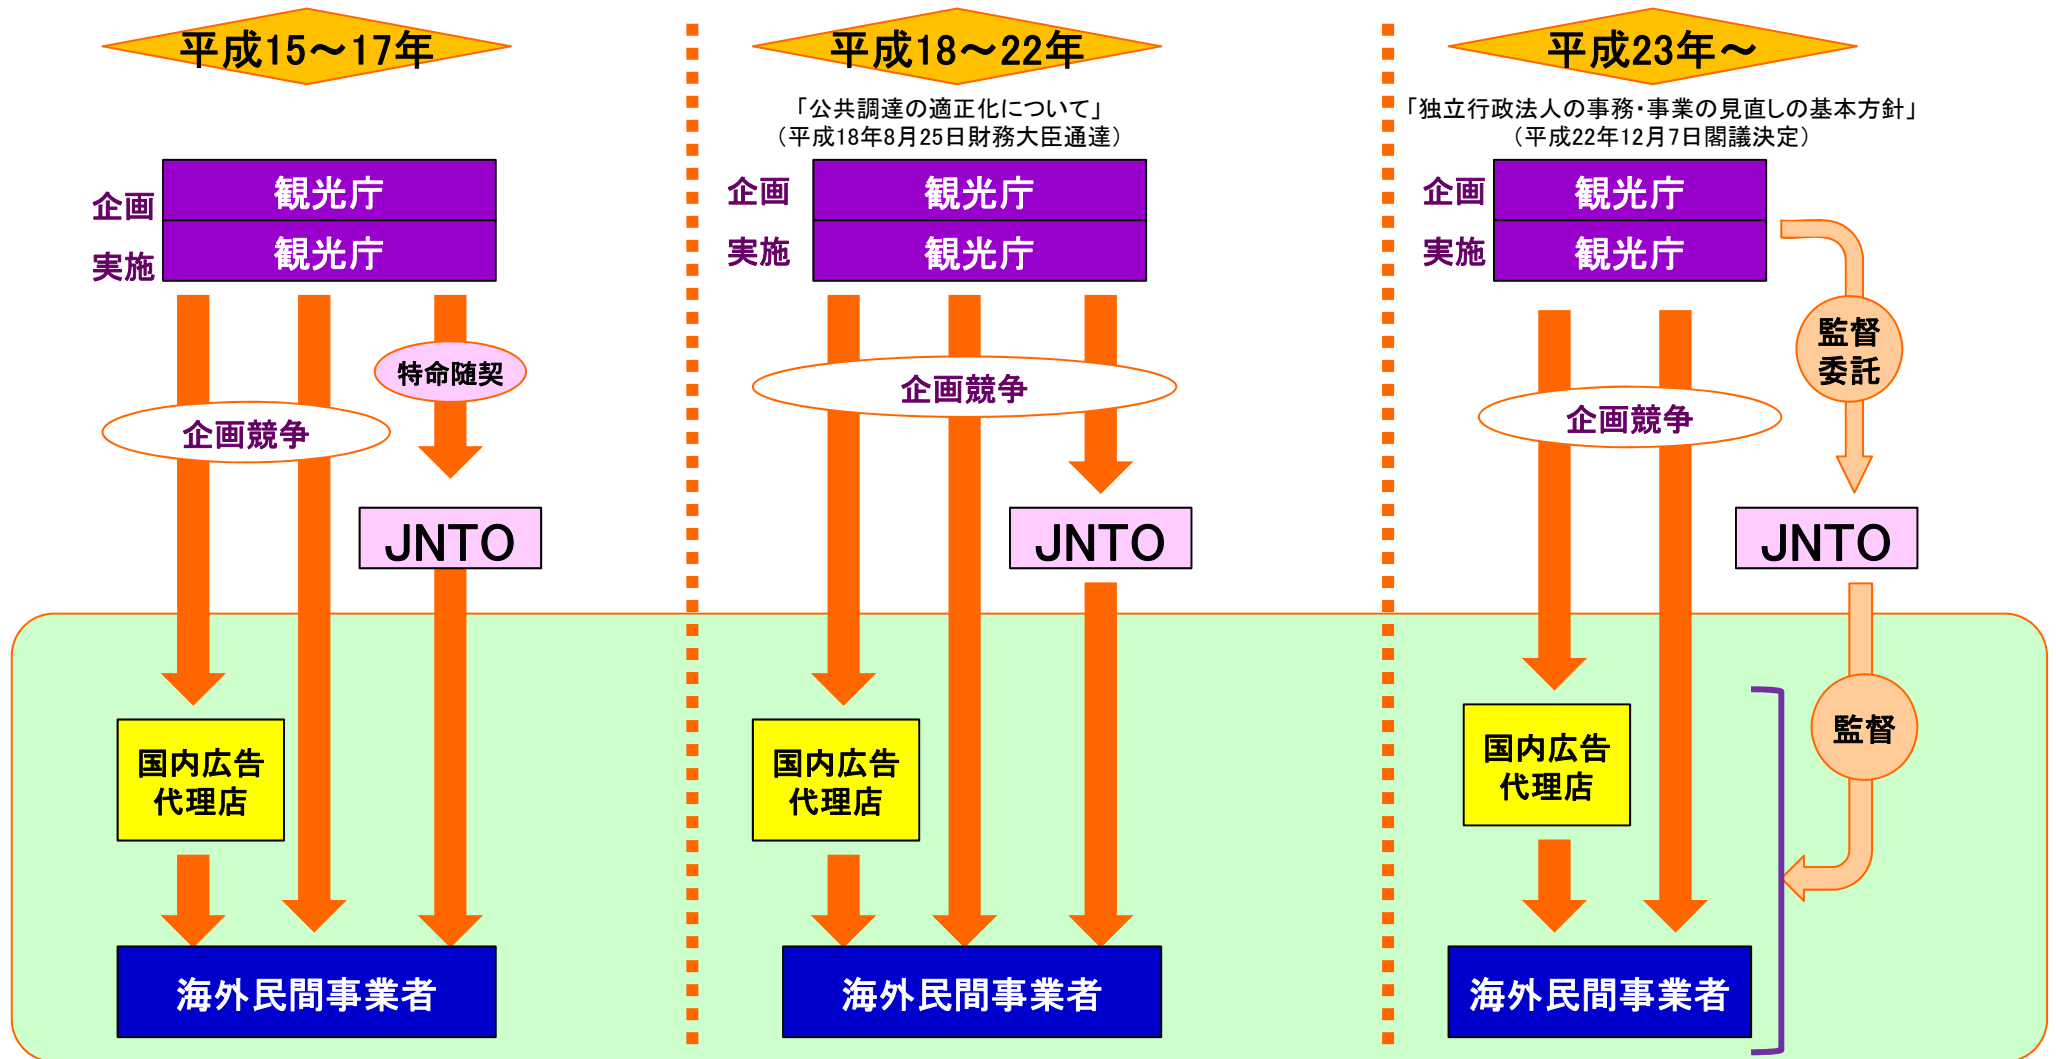 平成15～17年
企画
実施
観光庁
観光庁
特命随契
企画競争
JNTO
国内広告
代理店
海外民間事業者
平成18～22年
「公共調達の適正化について」
（平成18年8月25日財務大臣通達）
企画
実施
観光庁
観光庁
企画競争
JNTO
国内広告
代理店
海外民間事業者
平成23年～
「独立行政法人の事務・事業の見直しの基本方針」
（平成22年12月7日閣議決定）
企画
実施
観光庁
観光庁
監督
委託
企画競争
JNTO
国内広告
代理店
監督
海外民間事業者